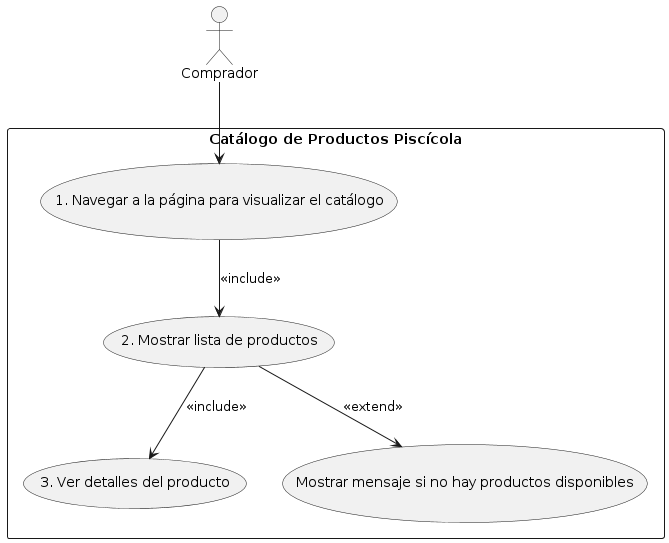 Comprador
Catálogo de Productos Piscícola
1. Navegar a la página para visualizar el catálogo
«include»
2. Mostrar lista de productos
«include»
«extend»
3. Ver detalles del producto
Mostrar mensaje si no hay productos disponibles